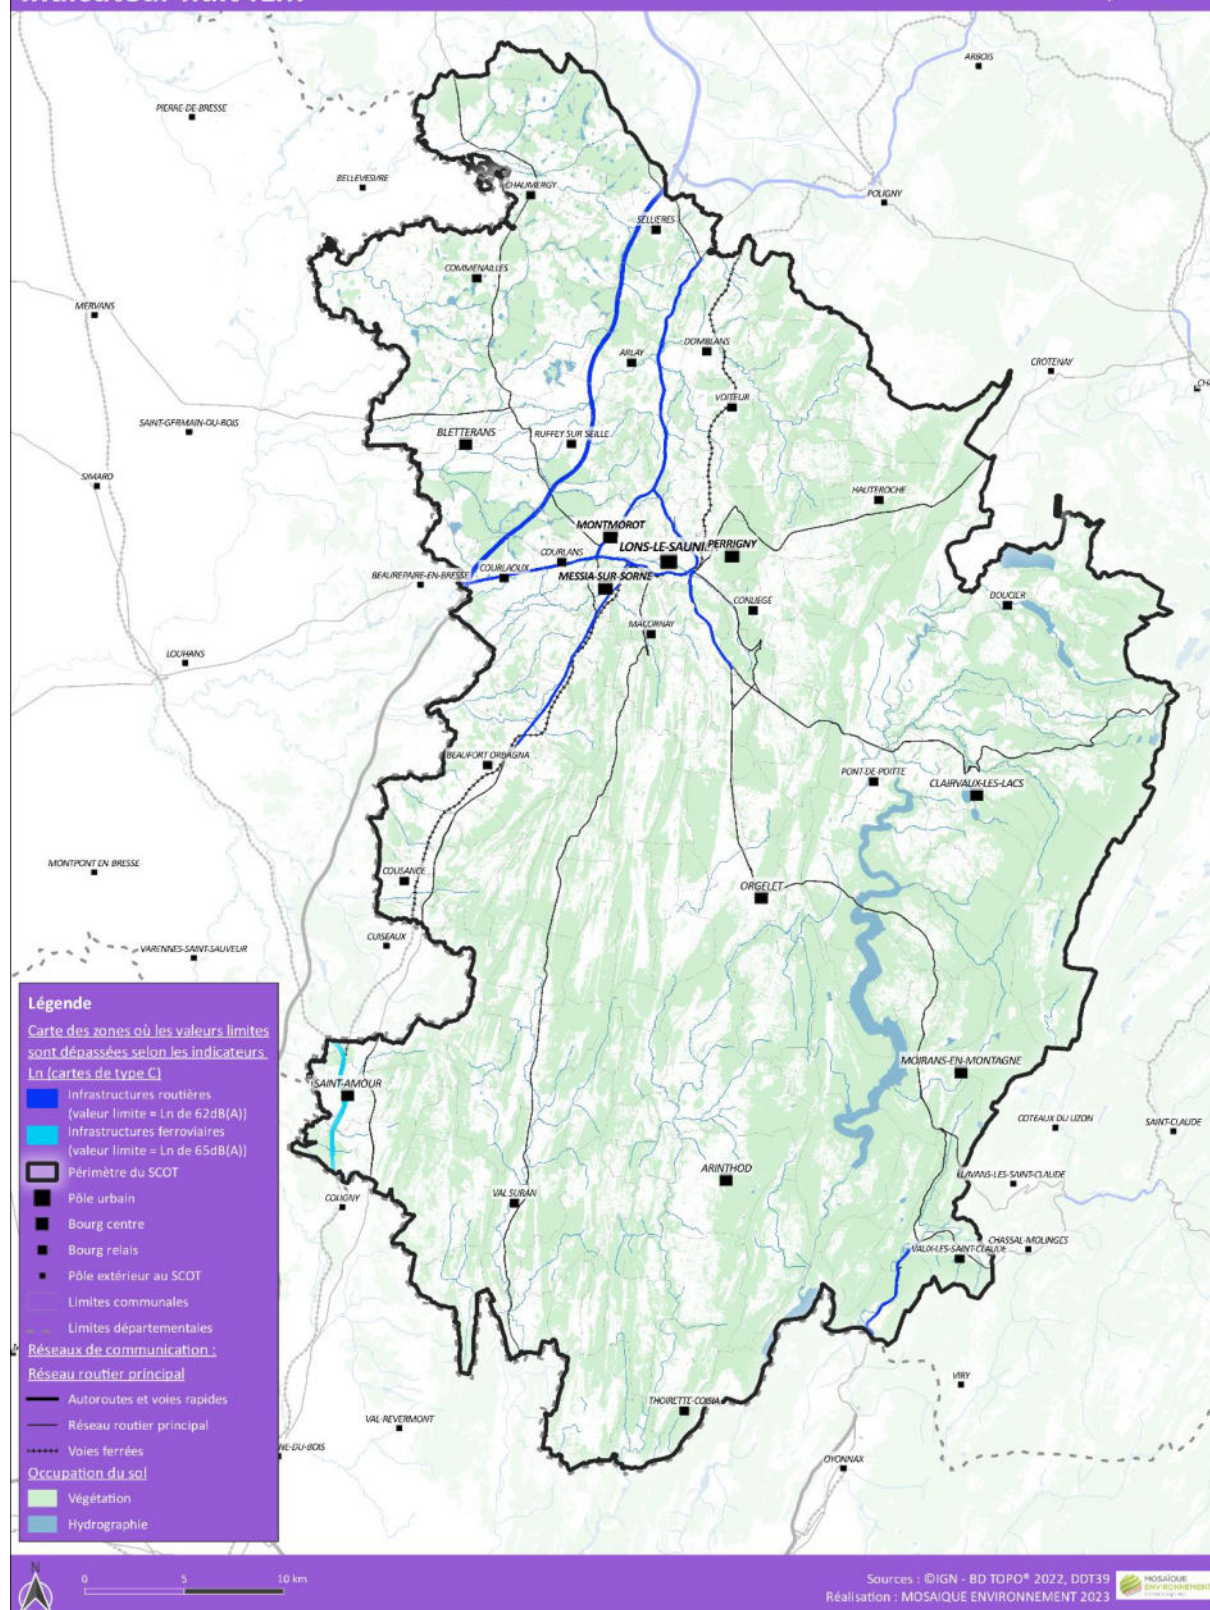 ARBOIS
PIERRE-DE-BRESSE
BELLEVESVRE
CHAUMERGY
POLIGNY
SELLIERES
COMMENAILLES
MERVANS
DOMBLANS
ARLAY
CROTENAY
VOITEUR
SAINT-GERMAIN-DU-BOIS
BLETTERANS
RUFFEY SUR SEILLE
SIMARD
HAUTEROCHE
MONTMOROT
LONS-LE-SAUNI...
PERRIGNY
COURLANS
COURLAOUX
BEAUREPAIRE-EN-BRESSE
MESSIA-SUR-SORNE
DOUCIER
CONLIEGE
MACORNAY
LOUHANS
BEAUFORT ORBAGNA
PONT-DE-POITTE
CLAIRVAUX-LES-LACS
MONTPONT EN BRESSE
COUSANCE
ORGELET
CUISEAUX
VARENNES-SAINT-SAUVEUR
MOIRANS-EN-MONTAGNE
SAINT-AMOUR
COTEAUX DU LIZON
SAINT-CLAUDE
ARINTHOD
LAVANS-LES-SAINT-CLAUDE
VAL SURAN
COLIGNY
CHASSAL-MOLINGES
VAUX-LES-SAINT-CLAUDE
VIRY
THOIRETTE-COISIA
VAL-REVERMONT
NE-DU-BOIS
OYONNAX
Légende
Carte des zones où les valeurs limites
sont dépassées selon les indicateurs
Ln (cartes de type C)
Infrastructures routières
(valeur limite = Ln de 62dB(A))
Infrastructures ferroviaires
(valeur limite = Ln de 65dB(A))
Périmètre du SCOT
Pôle urbain
Bourg centre
Bourg relais
Pôle extérieur au SCOT
Limites communales
Limites départementales
Réseaux de communication :
Réseau routier principal
Autoroutes et voies rapides
Réseau routier principal
Voies ferrées
Occupation du sol
Végétation
Hydrographie
N
0 5 10 km
Sources : ©IGN - BD TOPO® 2022, DDT39
Réalisation : MOSAIQUE ENVIRONNEMENT 2023
MOSAÏQUE
ENVIRONNEMENT